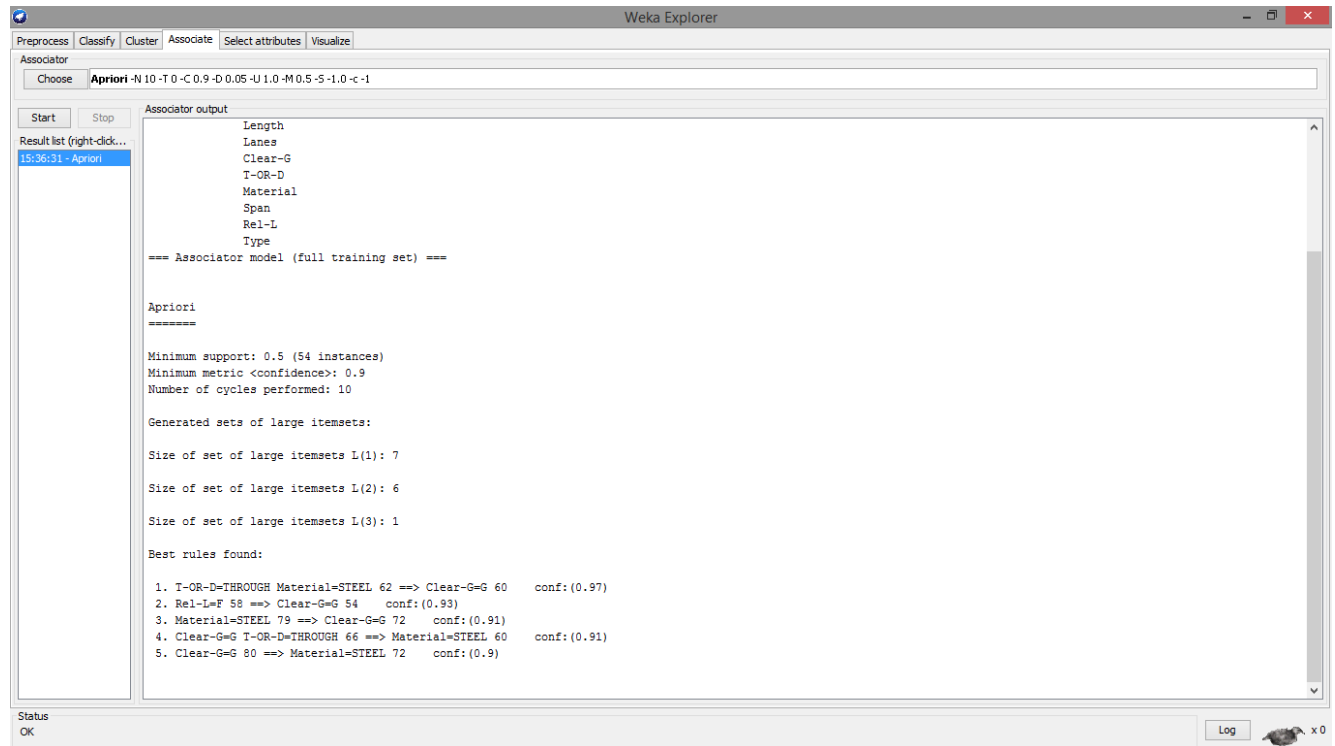 Weka Explorer
Preprocess Classify Cluster Associate Select attributes Visualize
Associator
Choose Apriori -N 10 -T 0 -C 0.9 -D 0.05 -U 1.0 -M 0.5 -S -1.0 -c -1
Start Stop
Result list (right-click...
15:36:31 - Apriori
Associator output
Length
Lanes
Clear-G
T-OR-D
Material
Span
Rel-L
Type
=== Associator model (full training set) ===
Apriori
=======
Minimum support: 0.5 (54 instances)
Minimum metric <confidence>: 0.9
Number of cycles performed: 10
Generated sets of large itemsets:
Size of set of large itemsets L(1): 7
Size of set of large itemsets L(2): 6
Size of set of large itemsets L(3): 1
Best rules found:
1. T-OR-D=THROUGH Material=STEEL 62 ==> Clear-G=G 60 conf:(0.97)
2. Rel-L=F 58 ==> Clear-G=G 54 conf:(0.93)
3. Material=STEEL 79 ==> Clear-G=G 72 conf:(0.91)
4. Clear-G=G T-OR-D=THROUGH 66 ==> Material=STEEL 60 conf:(0.91)
5. Clear-G=G 80 ==> Material=STEEL 72 conf:(0.9)
Status
OK
Log x 0